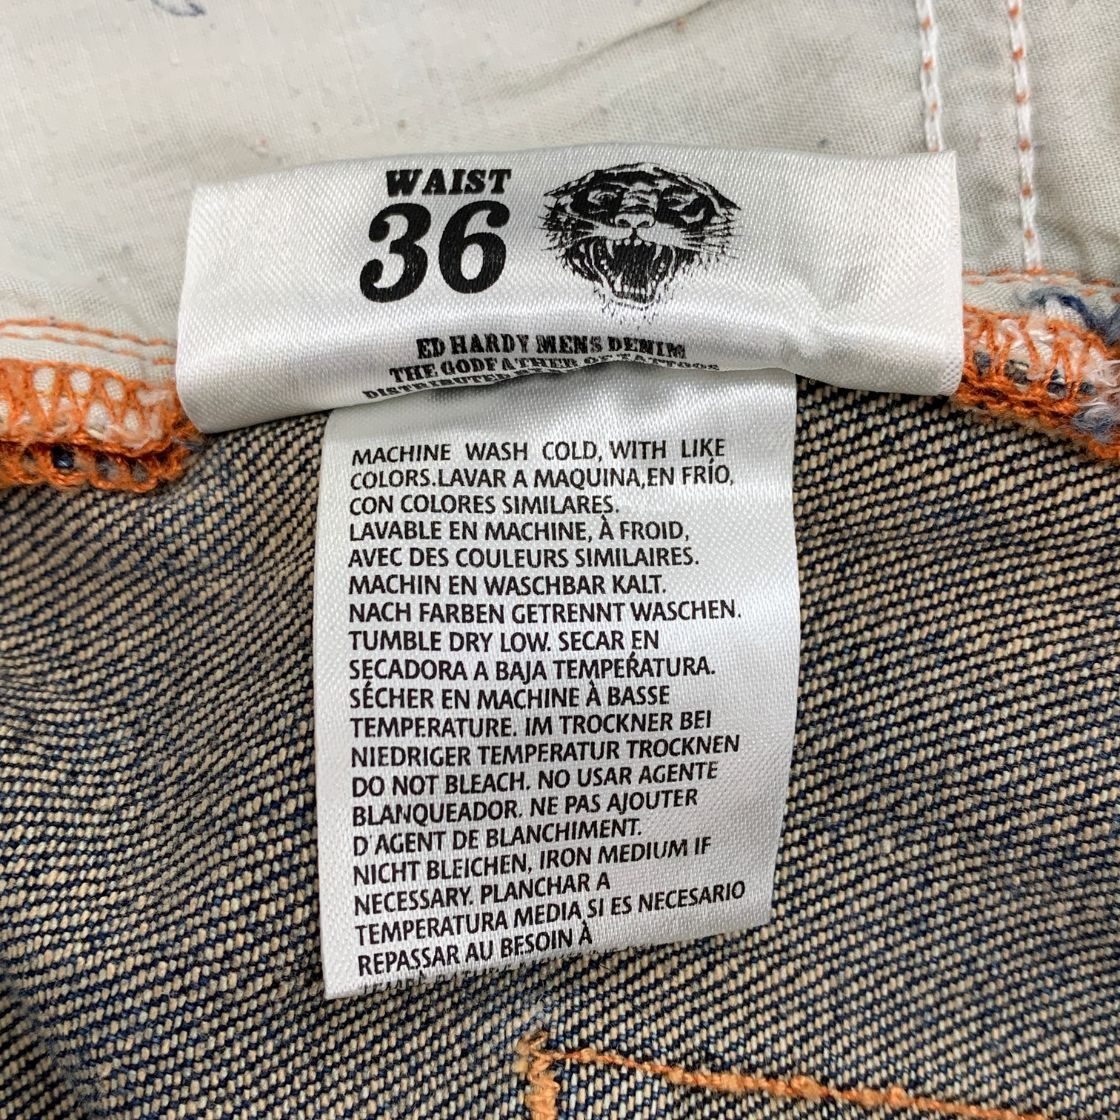 WAIST
36
ED HARDY MENS DENIM
THE GODFATHER OF TATTOOS
MACHINE WASH COLD, WITH LIKE
COLORS.LAVAR A MAQUINA,EN FRÍO,
CON COLORES SIMILARES.
LAVABLE EN MACHINE, À FROID,
AVEC DES COULEURS SIMILAIRES.
MACHIN EN WASCHBAR KALT.
NACH FARBEN GETRENNT WASCHEN.
TUMBLE DRY LOW. SECAR EN
SECADORA A BAJA TEMPEŔATURA.
SÉCHER EN MACHINE À BASSE
TEMPERATURE. IM TROCKNER BEI
NIEDRIGER TEMPERATUR TROCKNEN
DO NOT BLEACH. NO USAR AGENTE
BLANQUEADOR. NE PAS AJOUTER
D'AGENT DE BLANCHIMENT.
NICHT BLEICHEN, IRON MEDIUM IF
NECESSARY. PLANCHAR A
TEMPERATURA MEDIA SI ES NECESARIO
REPASSAR AU BESOIN À